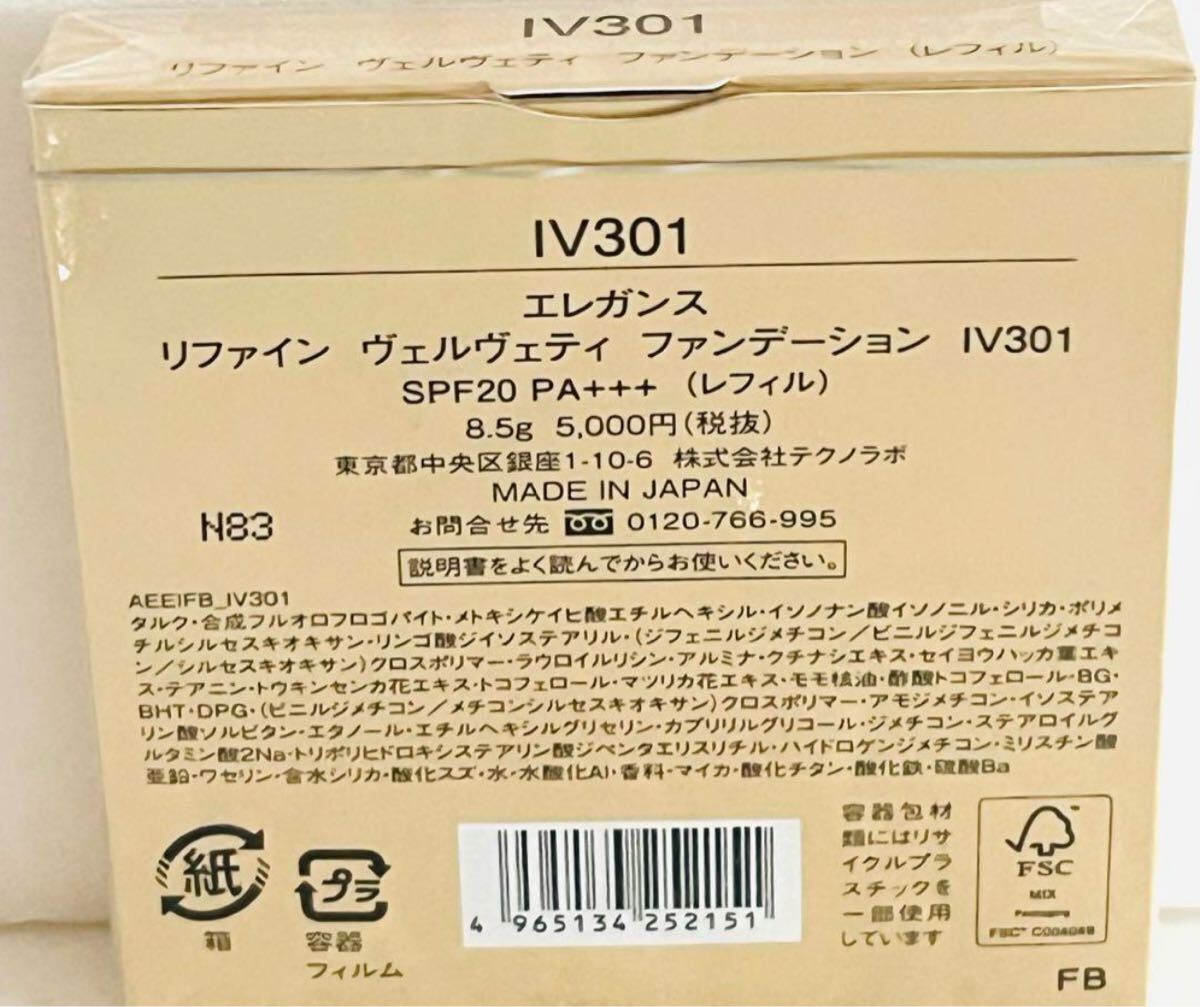 IV301
リファイン ヴェルヴェティ ファンデーション (レフィル)
IV301
エレガンス
リファイン ヴェルヴェティ ファンデーション IV301
SPF20 PA+++ (レフィル)
8.5g 5,000円(税抜)
東京都中央区銀座1-10-6 株式会社テクノラボ
MADE IN JAPAN
N83
お問合せ先 0120-766-995
説明書をよく読んでからお使いください。
AEEIFB_IV301
タルク・合成フルオロフロゴパイト・メトキシケイヒ酸エチルヘキシル・イソノナン酸イソノニル・シリカ・ポリメ
チルシルセスキオキサン・リンゴ酸ジイソステアリル・(ジフェニルジメチコン/ビニルジフェニルジメチコ
ン/シルセスキオキサン)クロスポリマー・ラウロイルリシン・アルミナ・クチナシエキス・セイヨウハッカ葉エキ
ス・テアニン・トウキンセンカ花エキス・トコフェロール・マツリカ花エキス・モモ核油・酢酸トコフェロール・BG・
BHT・DPG・(ビニルジメチコン/メチコンシルセスキオキサン)クロスポリマー・アモジメチコン・イソステア
リン酸ソルビタン・エタノール・エチルヘキシルグリセリン・カプリリルグリコール・ジメチコン・ステアロイルグ
ルタミン酸2Na・トリポリヒドロキシステアリン酸ジペンタエリスリチル・ハイドロゲンジメチコン・ミリスチン酸
亜鉛・ワセリン・含水シリカ・酸化スズ・水・水酸化Al・香料・マイカ・酸化チタン・酸化鉄・硫酸Ba
紙
箱
プラ
容器
フィルム
4 965134 252151
容器包材
類にはリサ
イクルプラ
スチックを
一部使用
しています
FSC
MIX
Packaging
FSC™ C004049
FB